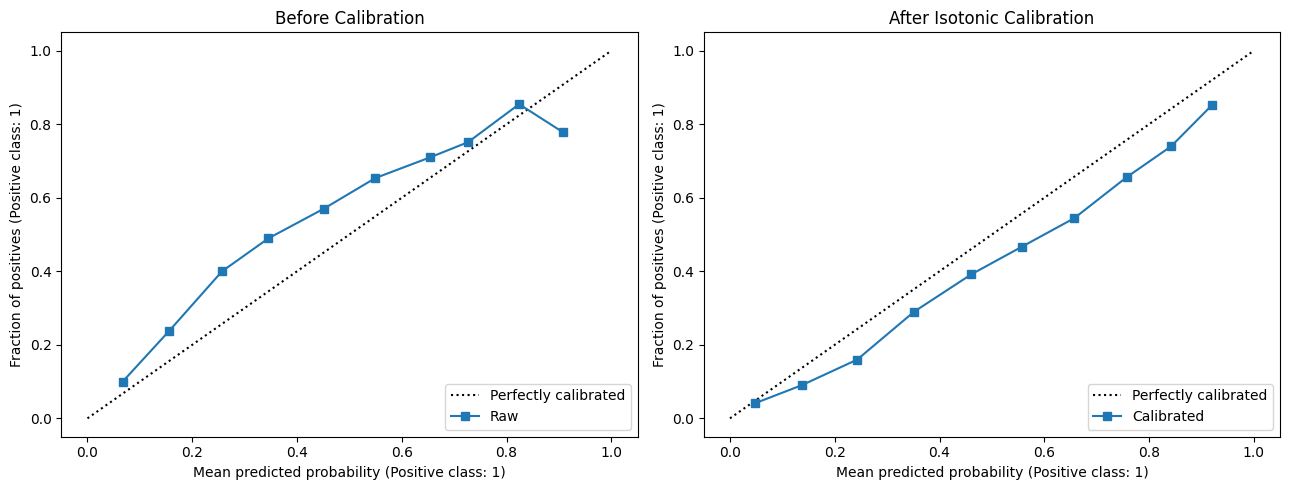 Before Calibration
Fraction of positives (Positive class: 1)
1.0
0.8
0.6
0.4
0.2
0.0
Perfectly calibrated
Raw
0.0 0.2 0.4 0.6 0.8 1.0
Mean predicted probability (Positive class: 1)
After Isotonic Calibration
Fraction of positives (Positive class: 1)
1.0
0.8
0.6
0.4
0.2
0.0
Perfectly calibrated
Calibrated
0.0 0.2 0.4 0.6 0.8 1.0
Mean predicted probability (Positive class: 1)